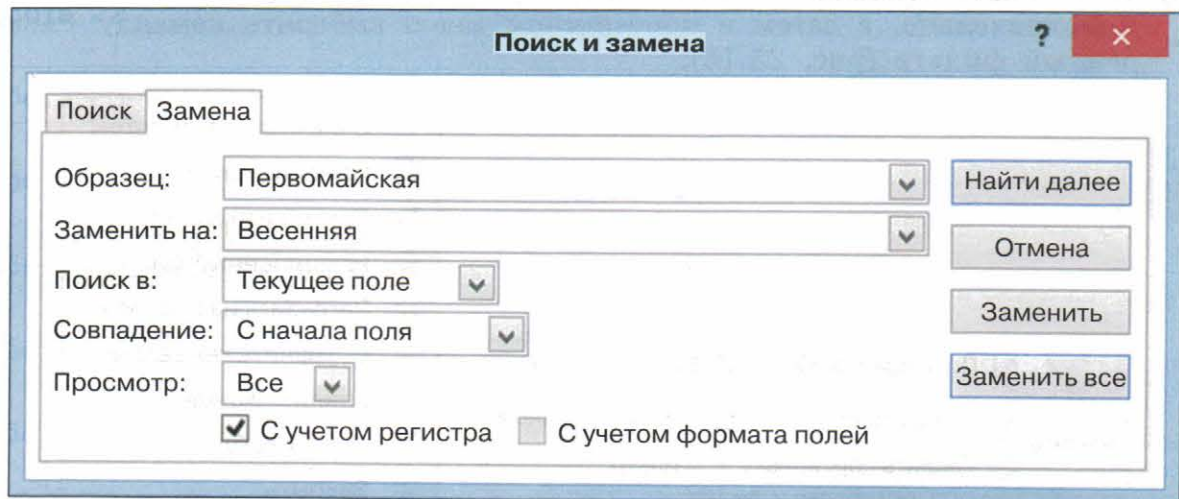 Поиск и замена ? ×
Поиск Замена
Образец: Первомайская Найти далее
Заменить на: Весенняя Отмена
Поиск в: Текущее поле
Совпадение: С начала поля Заменить
Просмотр: Все Заменить все
С учетом регистра С учетом формата полей